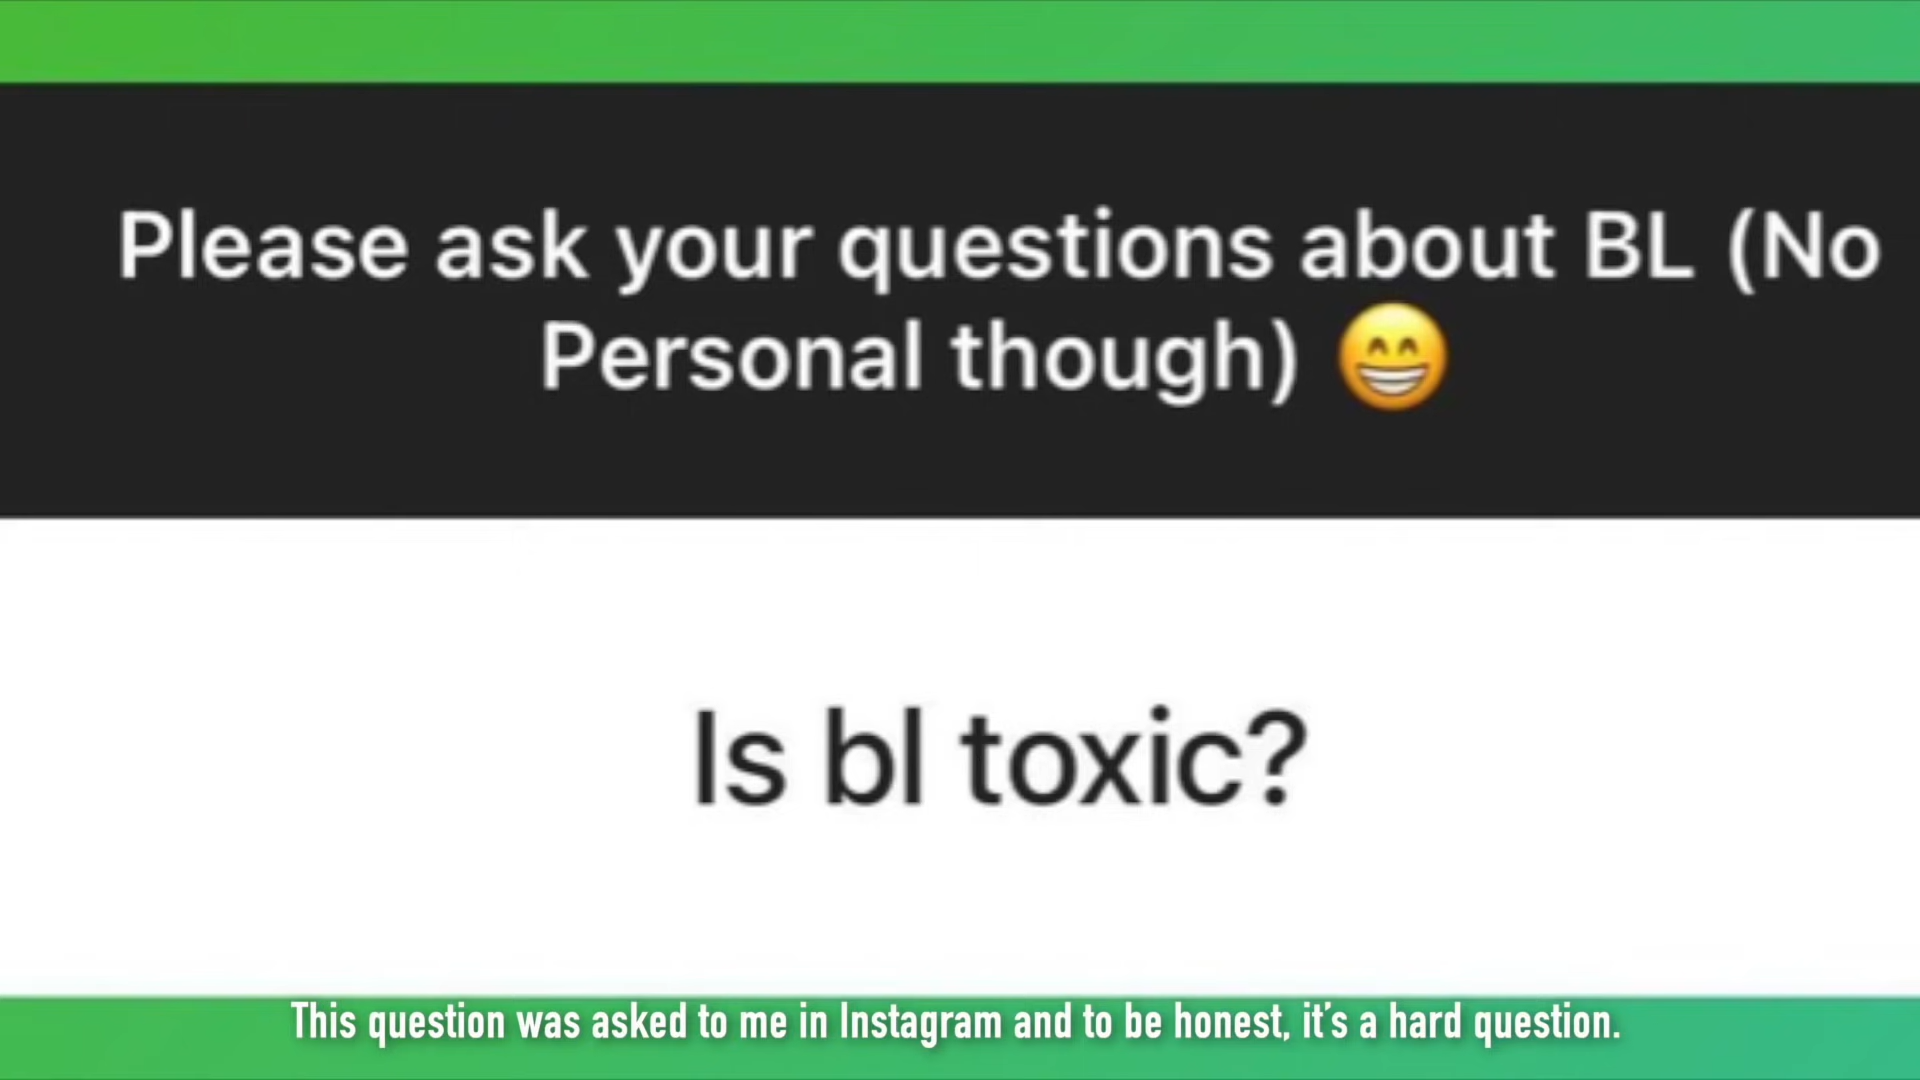 Please ask your questions about BL (No
Personal though) 😁
Is bl toxic?
This question was asked to me in Instagram and to be honest, it's a hard question.